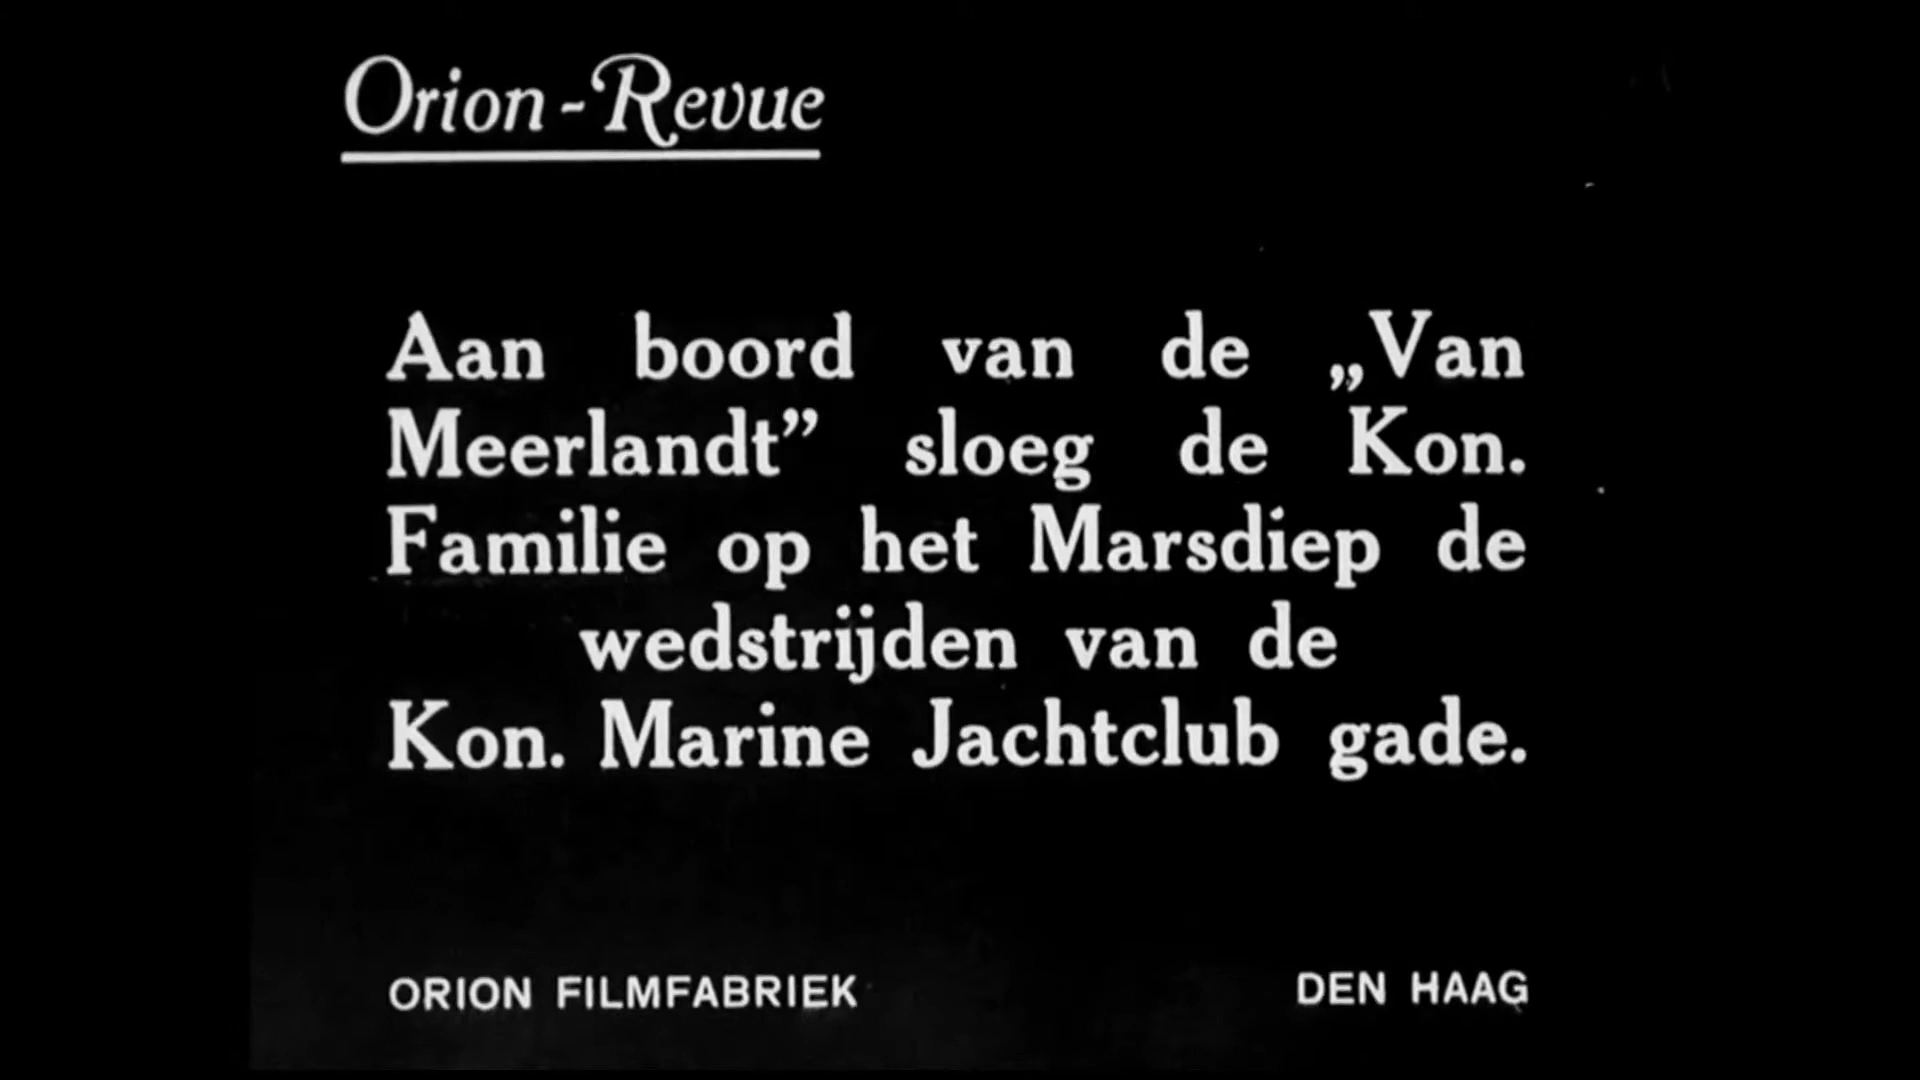 Orion-Revue
Aan boord van de „Van
Meerlandt” sloeg de Kon.
Familie op het Marsdiep de
wedstrijden van de
Kon. Marine Jachtclub gade.
ORION FILMFABRIEK DEN HAAG